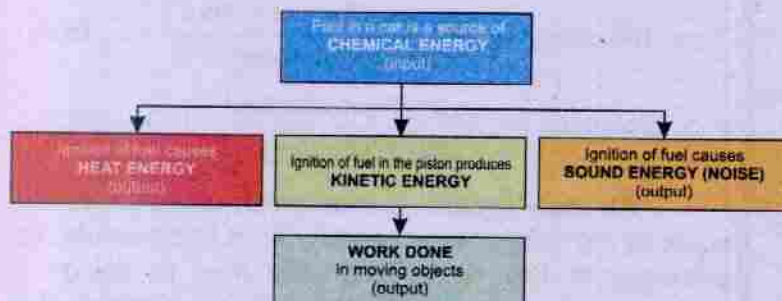 Fuel in a car is a source of
CHEMICAL ENERGY
(input)
Ignition of fuel causes
HEAT ENERGY
(output)
Ignition of fuel in the piston produces
KINETIC ENERGY
Ignition of fuel causes
SOUND ENERGY (NOISE)
(output)
WORK DONE
in moving objects
(output)